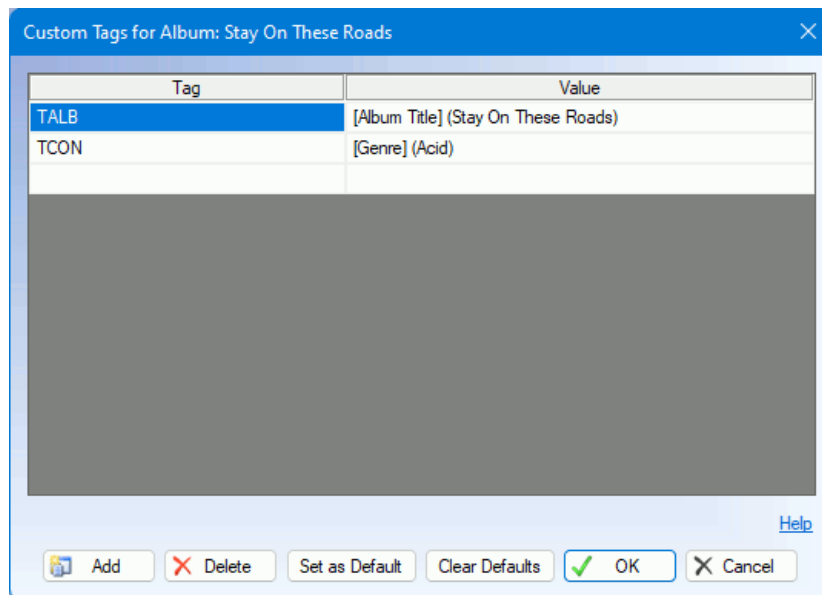 Custom Tags for Album: Stay On These Roads
Tag Value
TALB [Album Title] (Stay On These Roads)
TCON [Genre] (Acid)
Help
Add Delete Set as Default Clear Defaults OK Cancel